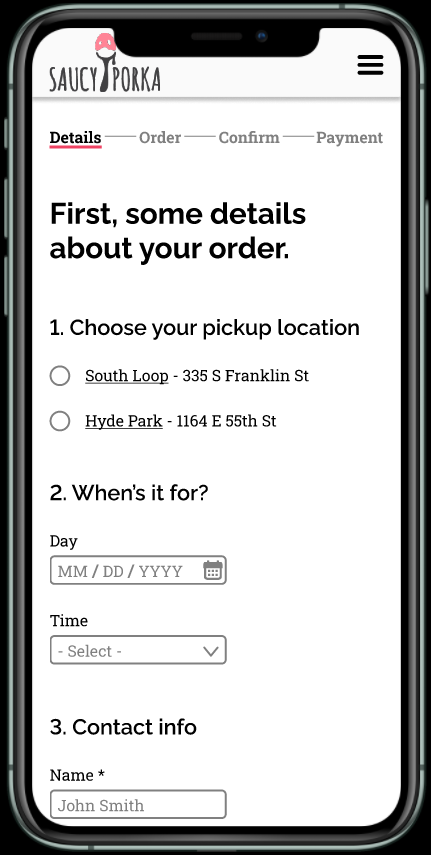 SAUCY PORKA
Details Order Confirm Payment
First, some details
about your order.
1. Choose your pickup location
South Loop - 335 S Franklin St
Hyde Park - 1164 E 55th St
2. When's it for?
Day
MM / DD / YYYY
Time
- Select -
3. Contact info
Name *
John Smith